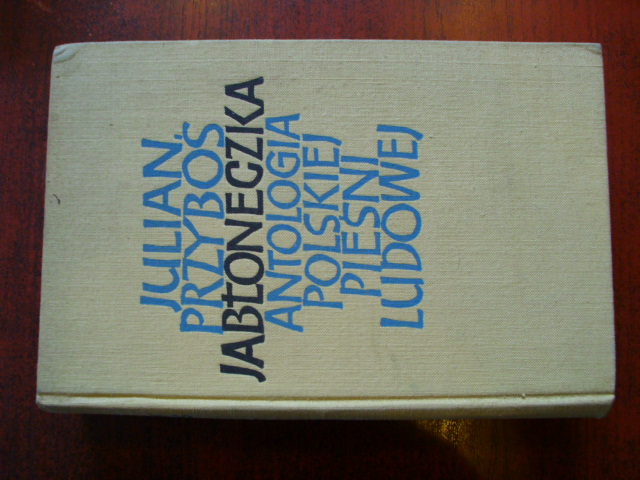 JULIAN
PRZYBOŚ
JABŁONECZKA
ANTOLOGIA
POLSKIEJ
PIEŚNI
LUDOWEJ